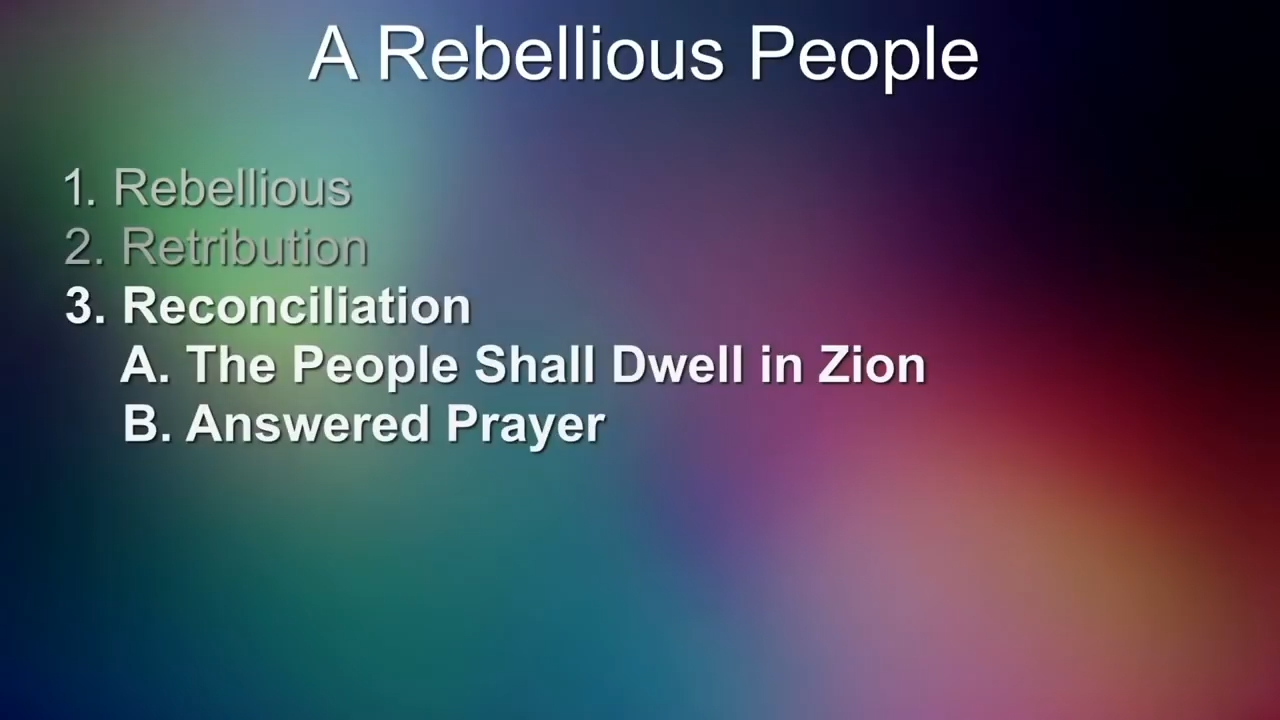 A Rebellious People
1. Rebellious
2. Retribution
3. Reconciliation
A. The People Shall Dwell in Zion
B. Answered Prayer